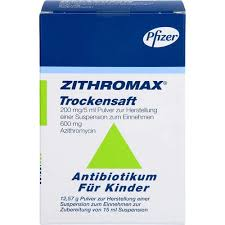 Pfizer
ZITHROMAX®
Trockensaft
200 mg/5 ml Pulver zur Herstellung
einer Suspension zum Einnehmen
600 mg
Azithromycin
Antibiotikum
Für Kinder
12,57 g Pulver zur Herstellung einer
Suspension zum Einnehmen zur
Zubereitung von 15 ml Suspension